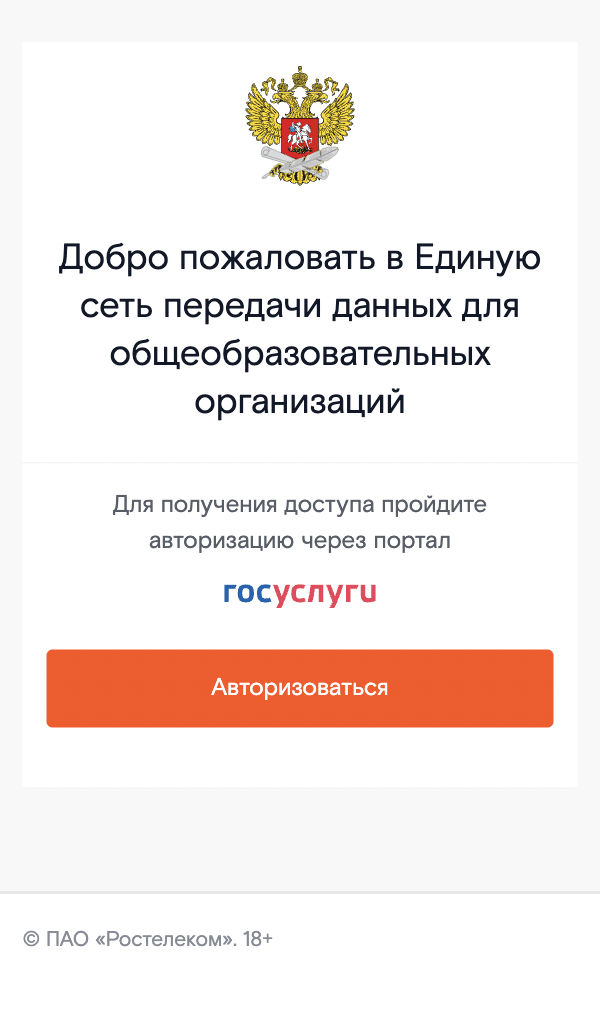 Добро пожаловать в Единую
сеть передачи данных для
общеобразовательных
организаций
Для получения доступа пройдите
авторизацию через портал
госуслуги
Авторизоваться
© ПАО «Ростелеком». 18+